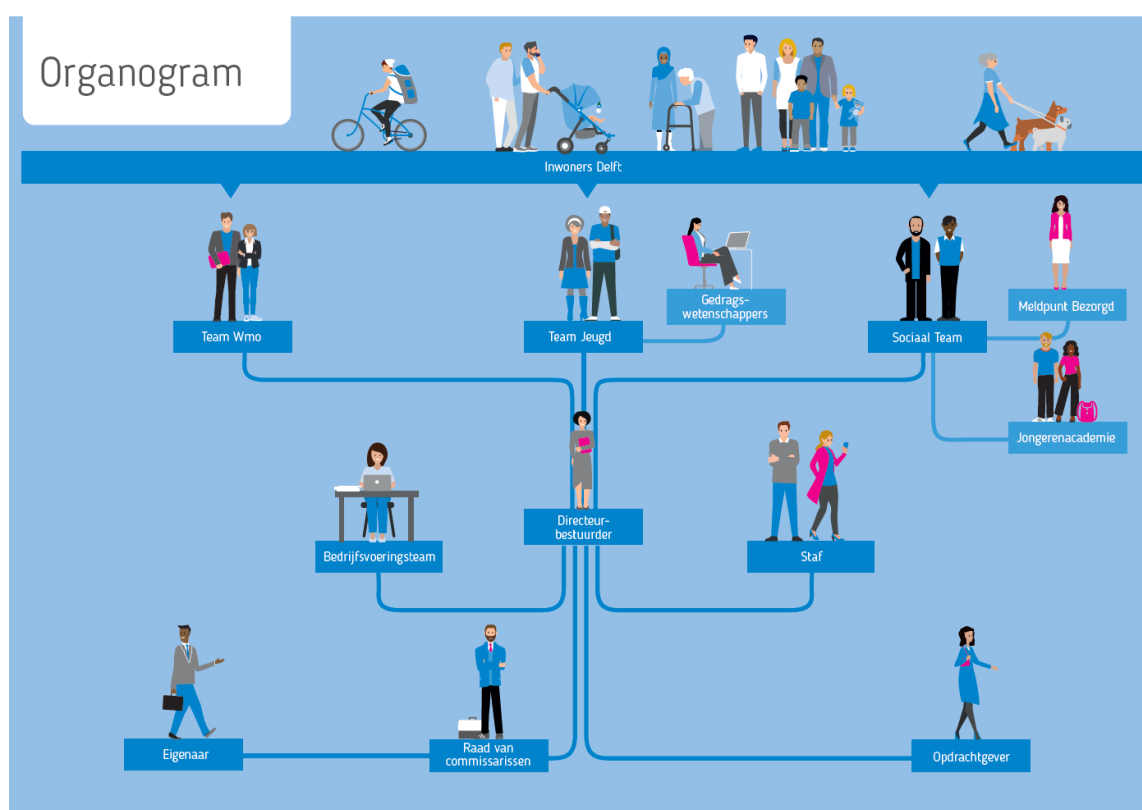 Organogram
Inwoners Delft
Team Wmo
Team Jeugd
Gedrags-
wetenschappers
Sociaal Team
Meldpunt Bezorgd
Jongerenacademie
Bedrijfsvoeringsteam
Directeur-
bestuurder
Staf
Eigenaar
Raad van
commissarissen
Opdrachtgever